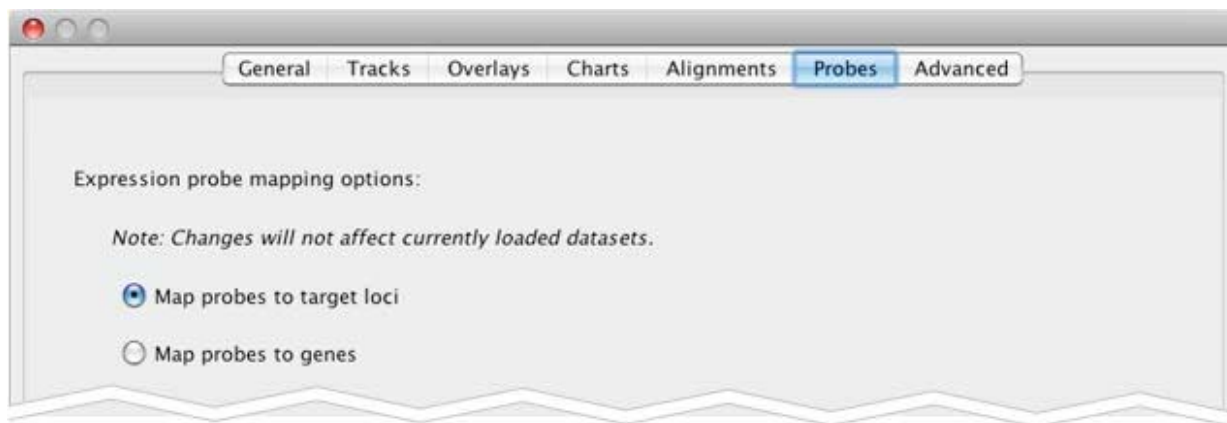 General Tracks Overlays Charts Alignments Probes Advanced
Expression probe mapping options:
Note: Changes will not affect currently loaded datasets.
Map probes to target loci
Map probes to genes